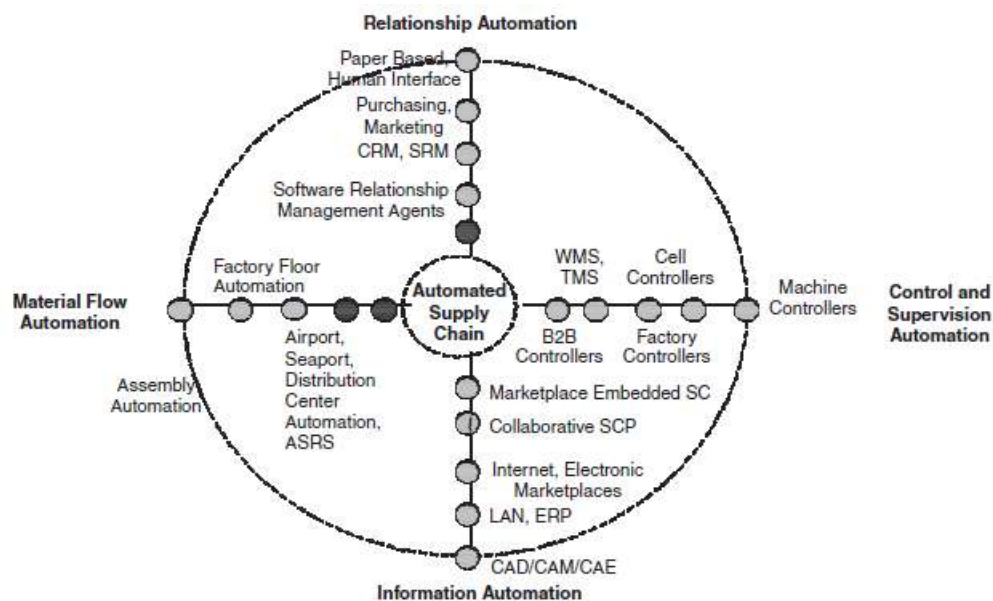 Relationship Automation
Paper Based,
Human Interface
Purchasing,
Marketing
CRM, SRM
Software Relationship
Management Agents
Factory Floor
Automation
Material Flow
Automation
Airport,
Seaport,
Distribution
Center
Automation,
ASRS
Assembly
Automation
Automated
Supply
Chain
WMS,
TMS
Cell
Controllers
B2B
Controllers
Factory
Controllers
Machine
Controllers
Control and
Supervision
Automation
Marketplace Embedded SC
Collaborative SCP
Internet, Electronic
Marketplaces
LAN, ERP
CAD/CAM/CAE
Information Automation